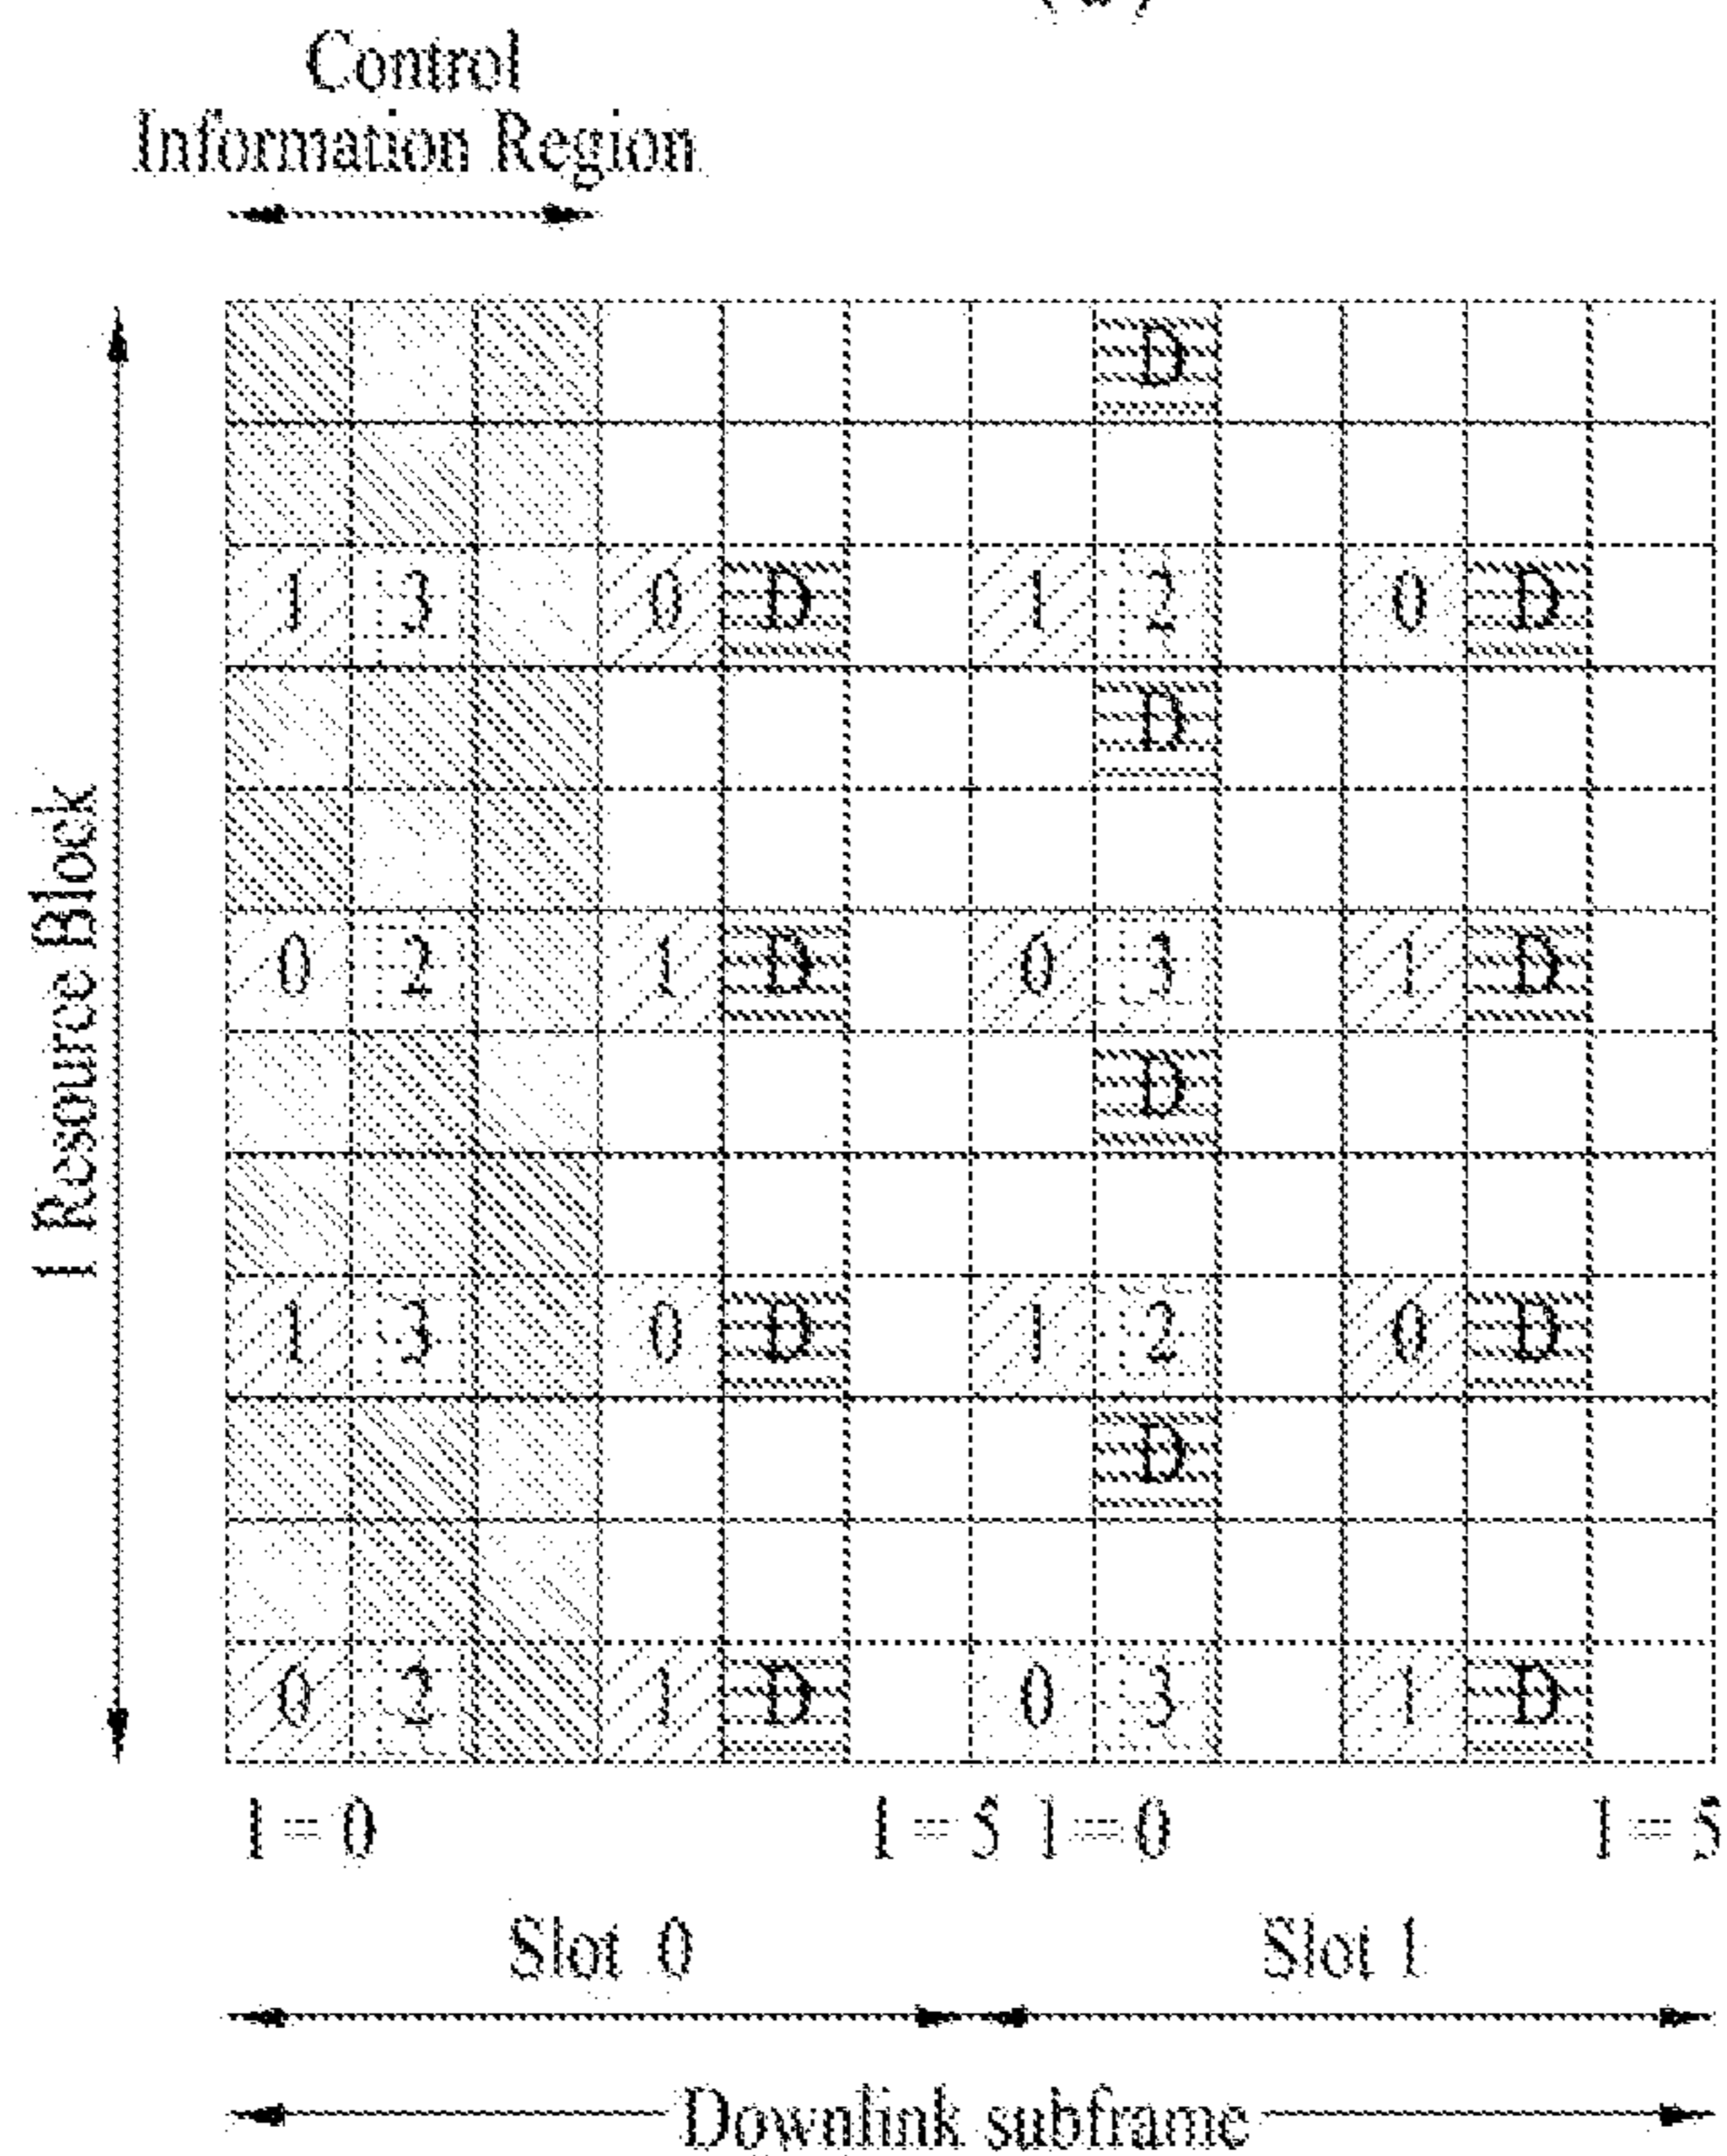 Control
Information Region
1 Resource Block
D
1 3 0 D 1 2 0 D
D
0 2 1 D 0 3 1 D
D
1 3 0 D 1 2 0 D
D
0 2 1 D 0 3 1 D
l = 0 l = 5 l = 0 l = 5
Slot 0 Slot 1
Downlink subframe